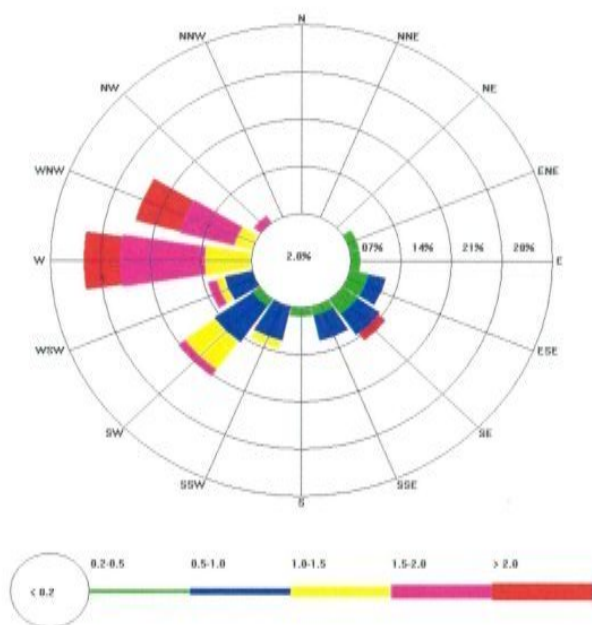 N
NNW NNE
NW NE
WNW ENE
W 2.0% 07% 14% 21% 28% E
WSW ESE
SW SE
SSW SSE
S
0.2-0.5 0.5-1.0 1.0-1.5 1.5-2.0 > 2.0
< 0.2